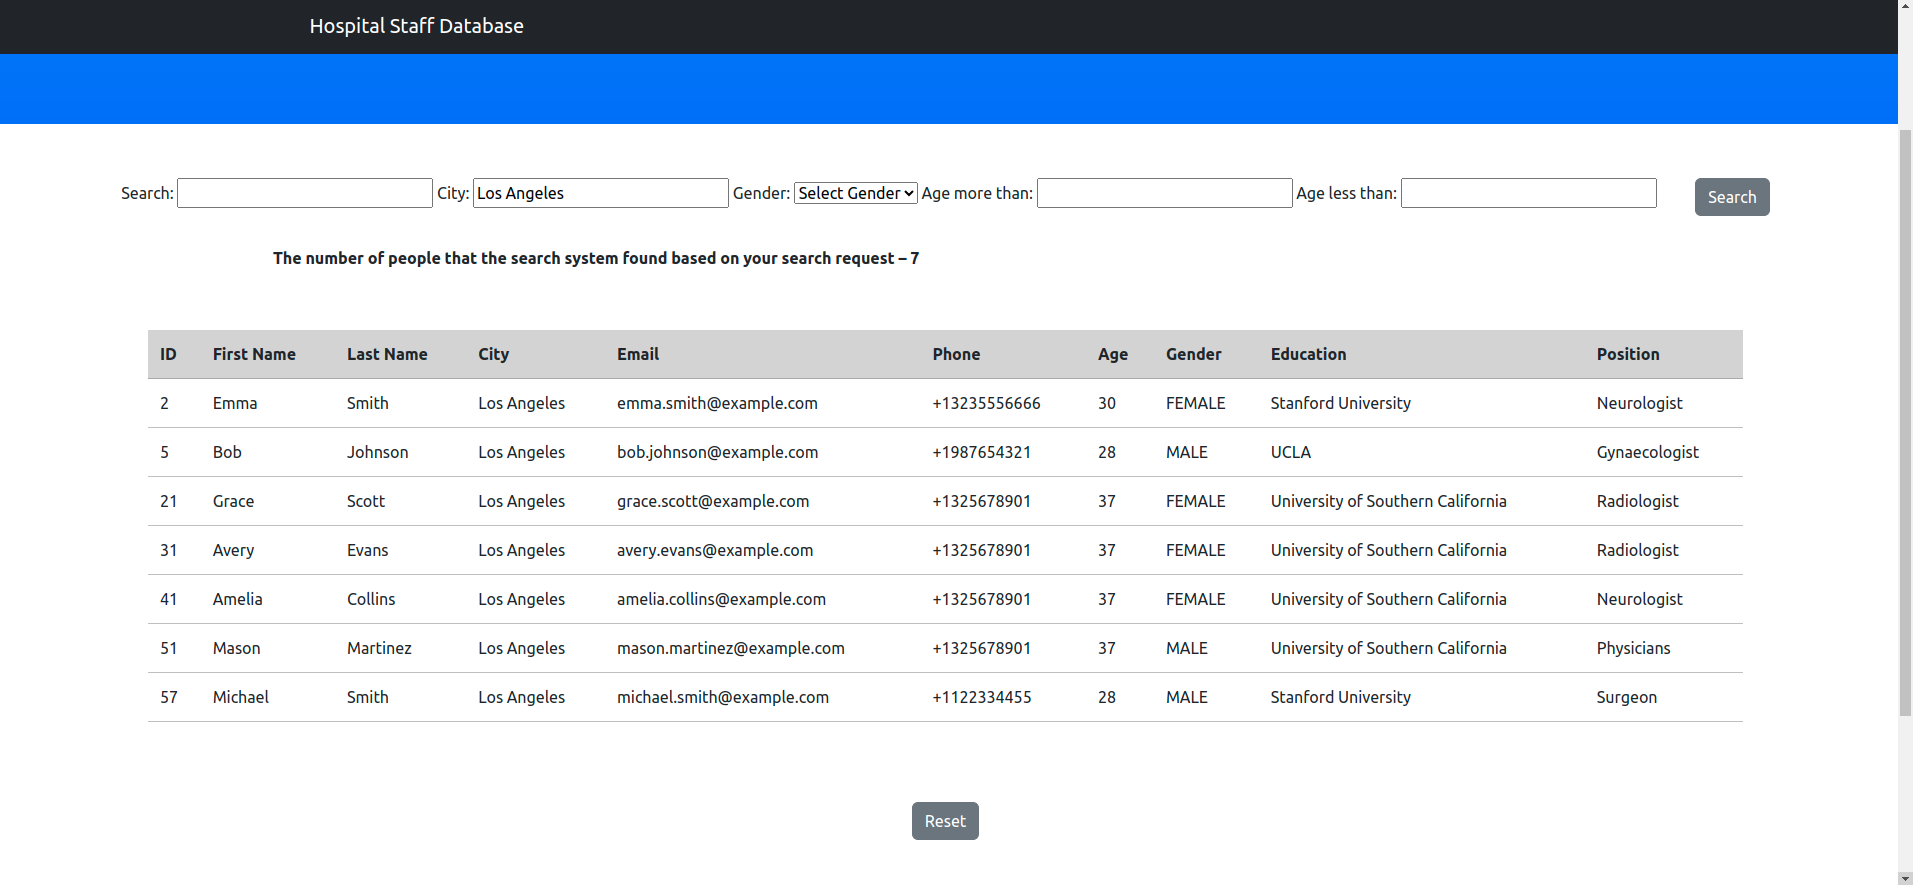 Hospital Staff Database
Search: City: Los Angeles Gender: Select Gender Age more than: Age less than: Search
The number of people that the search system found based on your search request – 7
ID First Name Last Name City Email Phone Age Gender Education Position
2 Emma Smith Los Angeles emma.smith@example.com +13235556666 30 FEMALE Stanford University Neurologist
5 Bob Johnson Los Angeles bob.johnson@example.com +1987654321 28 MALE UCLA Gynaecologist
21 Grace Scott Los Angeles grace.scott@example.com +1325678901 37 FEMALE University of Southern California Radiologist
31 Avery Evans Los Angeles avery.evans@example.com +1325678901 37 FEMALE University of Southern California Radiologist
41 Amelia Collins Los Angeles amelia.collins@example.com +1325678901 37 FEMALE University of Southern California Neurologist
51 Mason Martinez Los Angeles mason.martinez@example.com +1325678901 37 MALE University of Southern California Physicians
57 Michael Smith Los Angeles michael.smith@example.com +1122334455 28 MALE Stanford University Surgeon
Reset